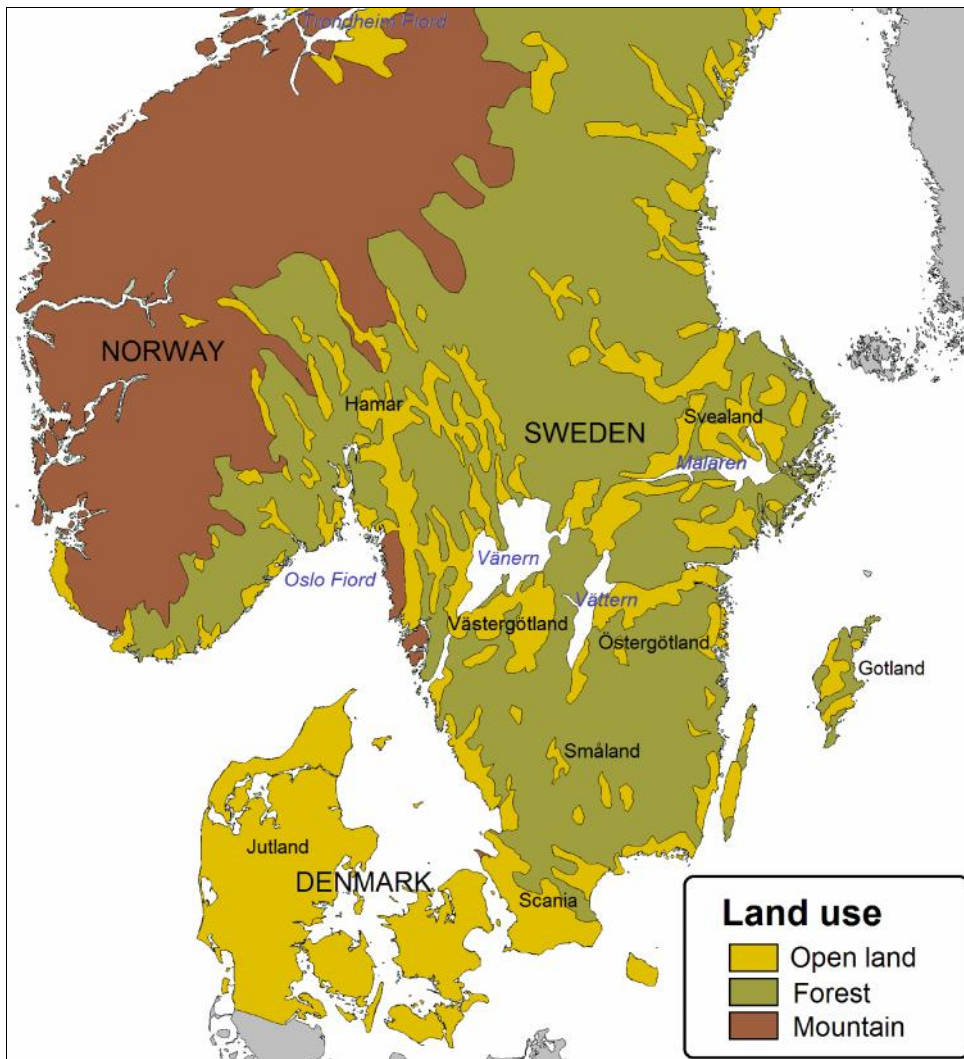 Trondheim Fiord
NORWAY
Hamar
SWEDEN
Svealand
Mälaren
Oslo Fiord
Vänern
Vättern
Västergötland
Östergötland
Gotland
Småland
Jutland
DENMARK
Scania
Land use
Open land
Forest
Mountain